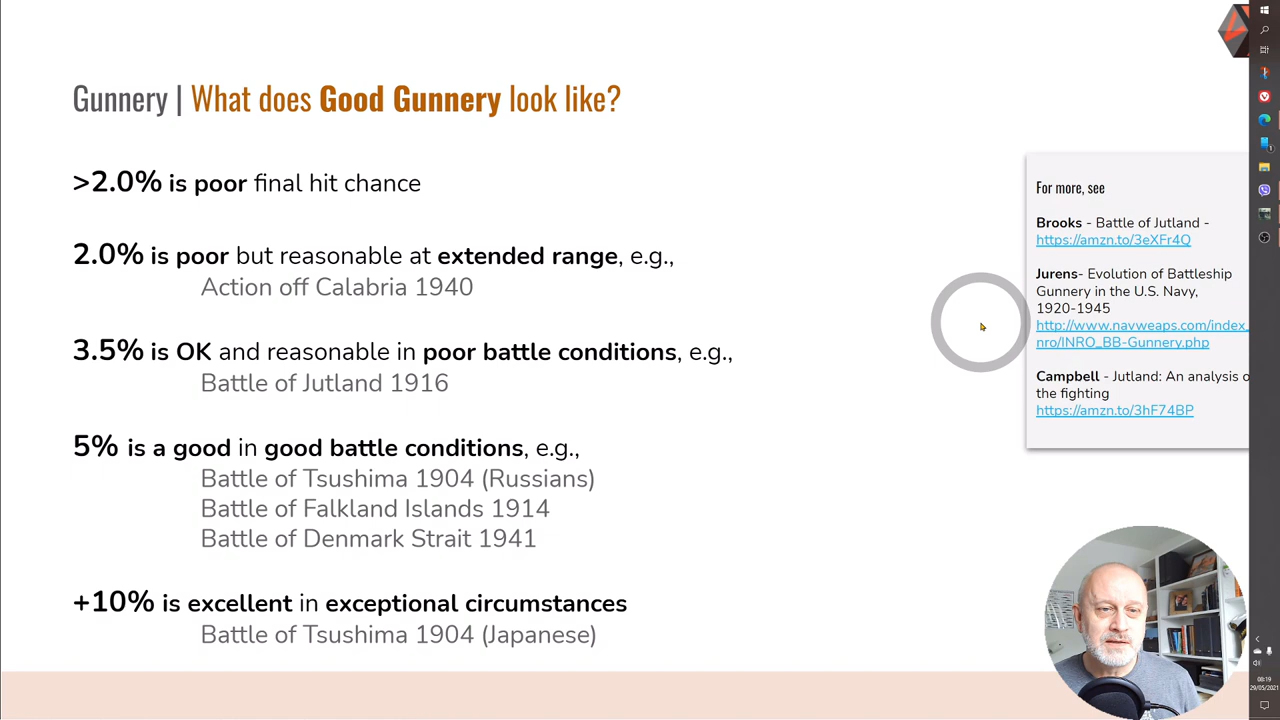 Gunnery | What does Good Gunnery look like?
>2.0% is poor final hit chance
2.0% is poor but reasonable at extended range, e.g.,
Action off Calabria 1940
3.5% is OK and reasonable in poor battle conditions, e.g.,
Battle of Jutland 1916
5% is a good in good battle conditions, e.g.,
Battle of Tsushima 1904 (Russians)
Battle of Falkland Islands 1914
Battle of Denmark Strait 1941
+10% is excellent in exceptional circumstances
Battle of Tsushima 1904 (Japanese)
For more, see
Brooks - Battle of Jutland -
https://amzn.to/3eXFr4Q
Jurens- Evolution of Battleship
Gunnery in the U.S. Navy,
1920-1945
http://www.navweaps.com/index_
nro/INRO_BB-Gunnery.php
Campbell - Jutland: An analysis o
the fighting
https://amzn.to/3hF74BP
08:19
29/05/2021